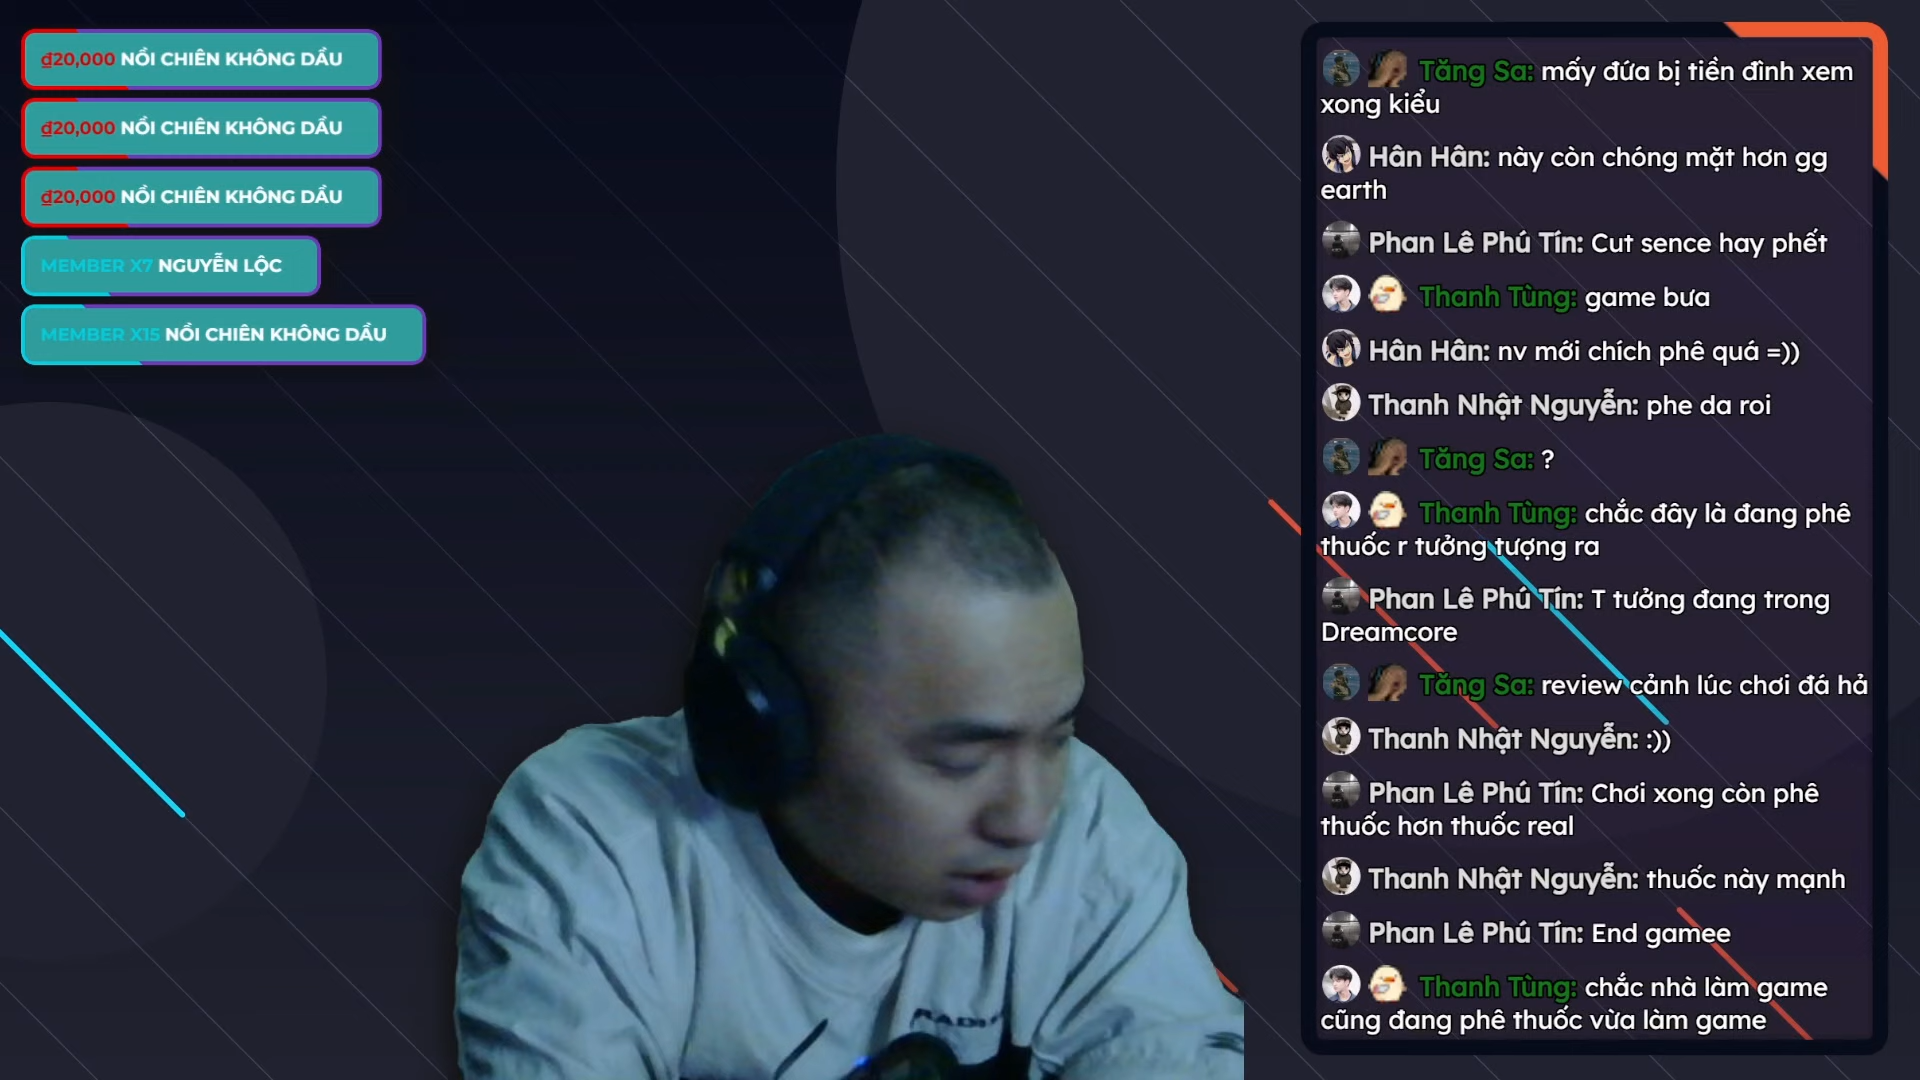 ₫20,000 NỒI CHIÊN KHÔNG DẦU
₫20,000 NỒI CHIÊN KHÔNG DẦU
₫20,000 NỒI CHIÊN KHÔNG DẦU
MEMBER X7 NGUYỄN LỘC
MEMBER X15 NỒI CHIÊN KHÔNG DẦU
Tăng Sa: mấy đứa bị tiền đình xem
xong kiểu
Hân Hân: này còn chóng mặt hơn gg
earth
Phan Lê Phú Tín: Cut sence hay phết
Thanh Tùng: game bưa
Hân Hân: nv mới chích phê quá =))
Thanh Nhật Nguyễn: phe da roi
Tăng Sa: ?
Thanh Tùng: chắc đây là đang phê
thuốc r tưởng tượng ra
Phan Lê Phú Tín: T tưởng đang trong
Dreamcore
Tăng Sa: review cảnh lúc chơi đá hả
Thanh Nhật Nguyễn: :))
Phan Lê Phú Tín: Chơi xong còn phê
thuốc hơn thuốc real
Thanh Nhật Nguyễn: thuốc này mạnh
Phan Lê Phú Tín: End gamee
Thanh Tùng: chắc nhà làm game
cũng đang phê thuốc vừa làm game